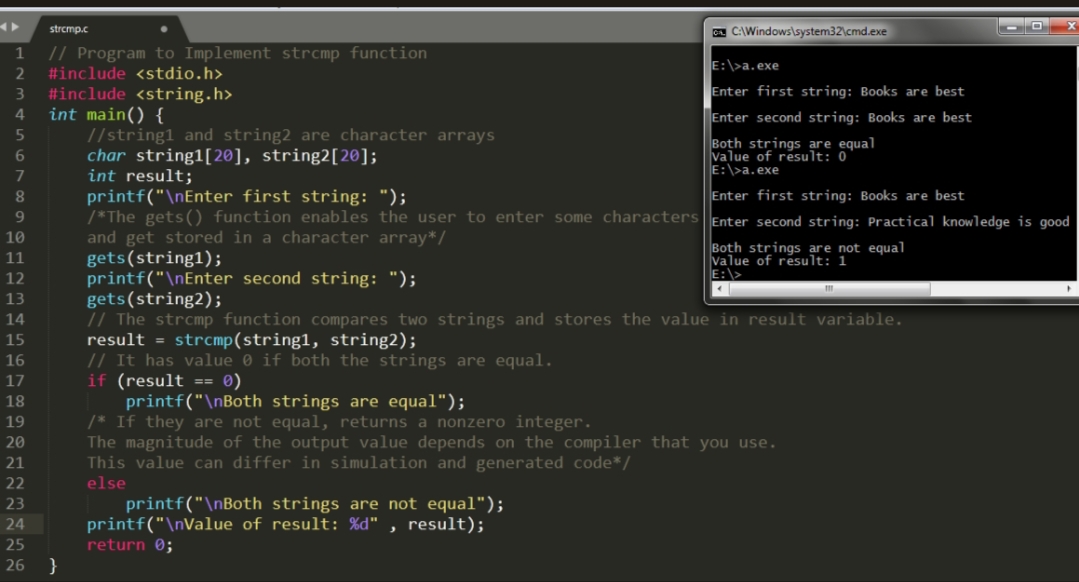 strcmp.c
1 // Program to Implement strcmp function
2 #include <stdio.h>
3 #include <string.h>
4 int main() {
5 //string1 and string2 are character arrays
6 char string1[20], string2[20];
7 int result;
8 printf("\nEnter first string: ");
9 /*The gets() function enables the user to enter some characters
10 and get stored in a character array*/
11 gets(string1);
12 printf("\nEnter second string: ");
13 gets(string2);
14 // The strcmp function compares two strings and stores the value in result variable.
15 result = strcmp(string1, string2);
16 // It has value 0 if both the strings are equal.
17 if (result == 0)
18 printf("\nBoth strings are equal");
19 /* If they are not equal, returns a nonzero integer.
20 The magnitude of the output value depends on the compiler that you use.
21 This value can differ in simulation and generated code*/
22 else
23 printf("\nBoth strings are not equal");
24 printf("\nValue of result: %d" , result);
25 return 0;
26 }
C:\Windows\system32\cmd.exe
E:\>a.exe
Enter first string: Books are best
Enter second string: Books are best
Both strings are equal
Value of result: 0
E:\>a.exe
Enter first string: Books are best
Enter second string: Practical knowledge is good
Both strings are not equal
Value of result: 1
E:\>